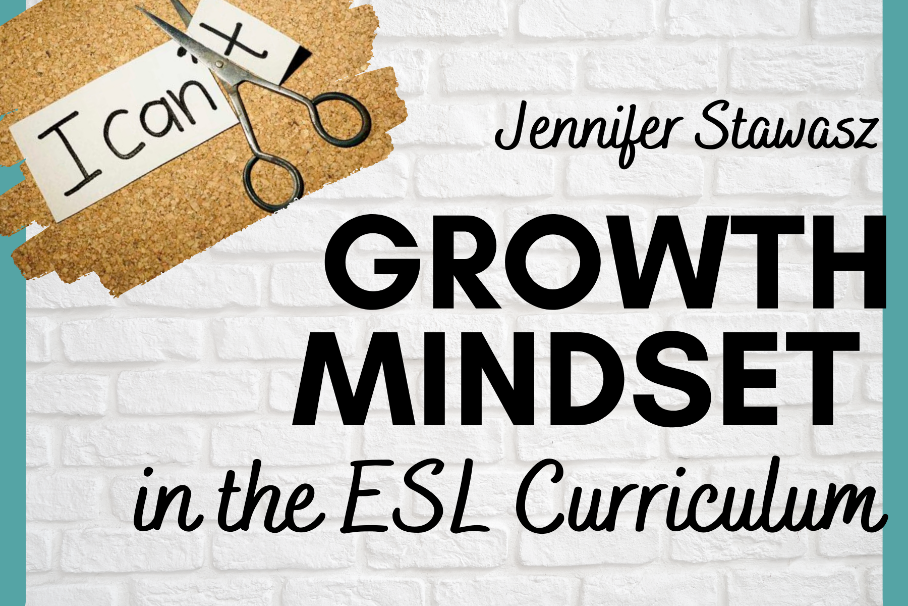 I can't
Jennifer Stawasz
GROWTH
MINDSET
in the ESL Curriculum